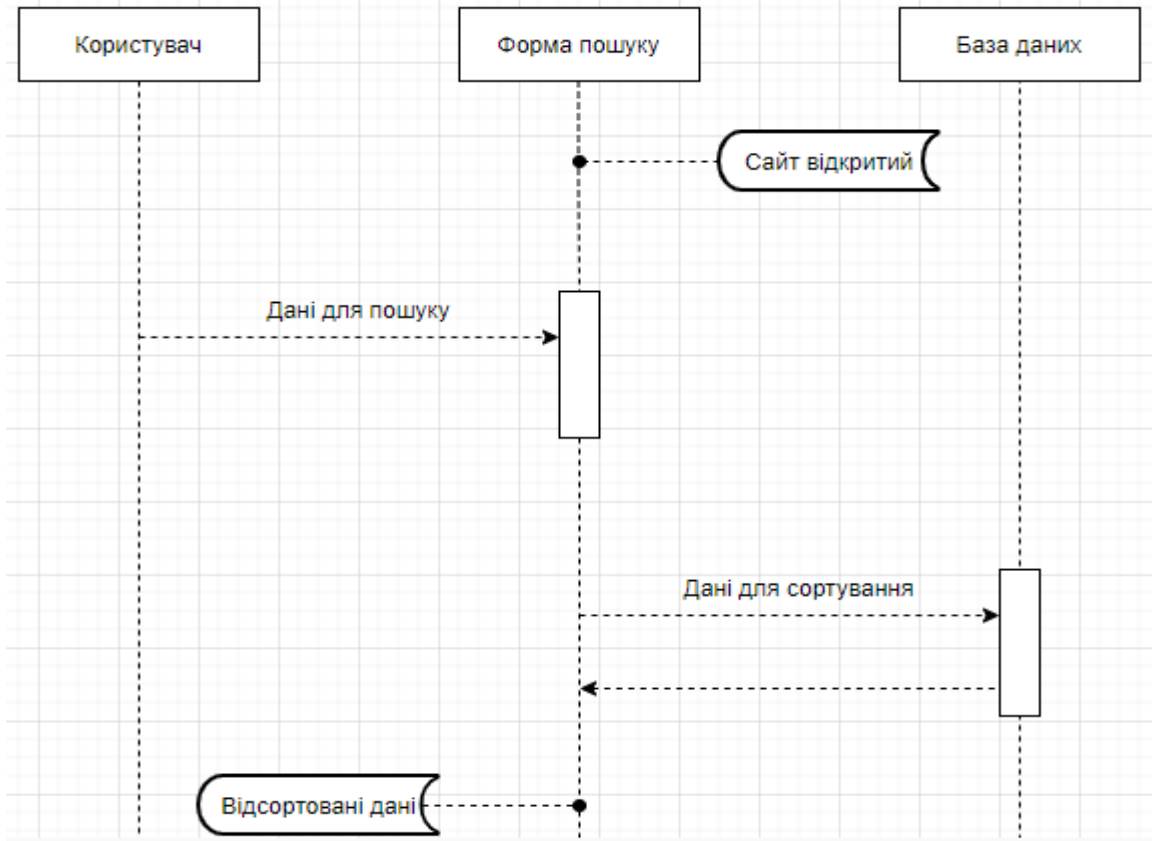 Користувач
Форма пошуку
База даних
Сайт відкритий
Дані для пошуку
Дані для сортування
Відсортовані дані